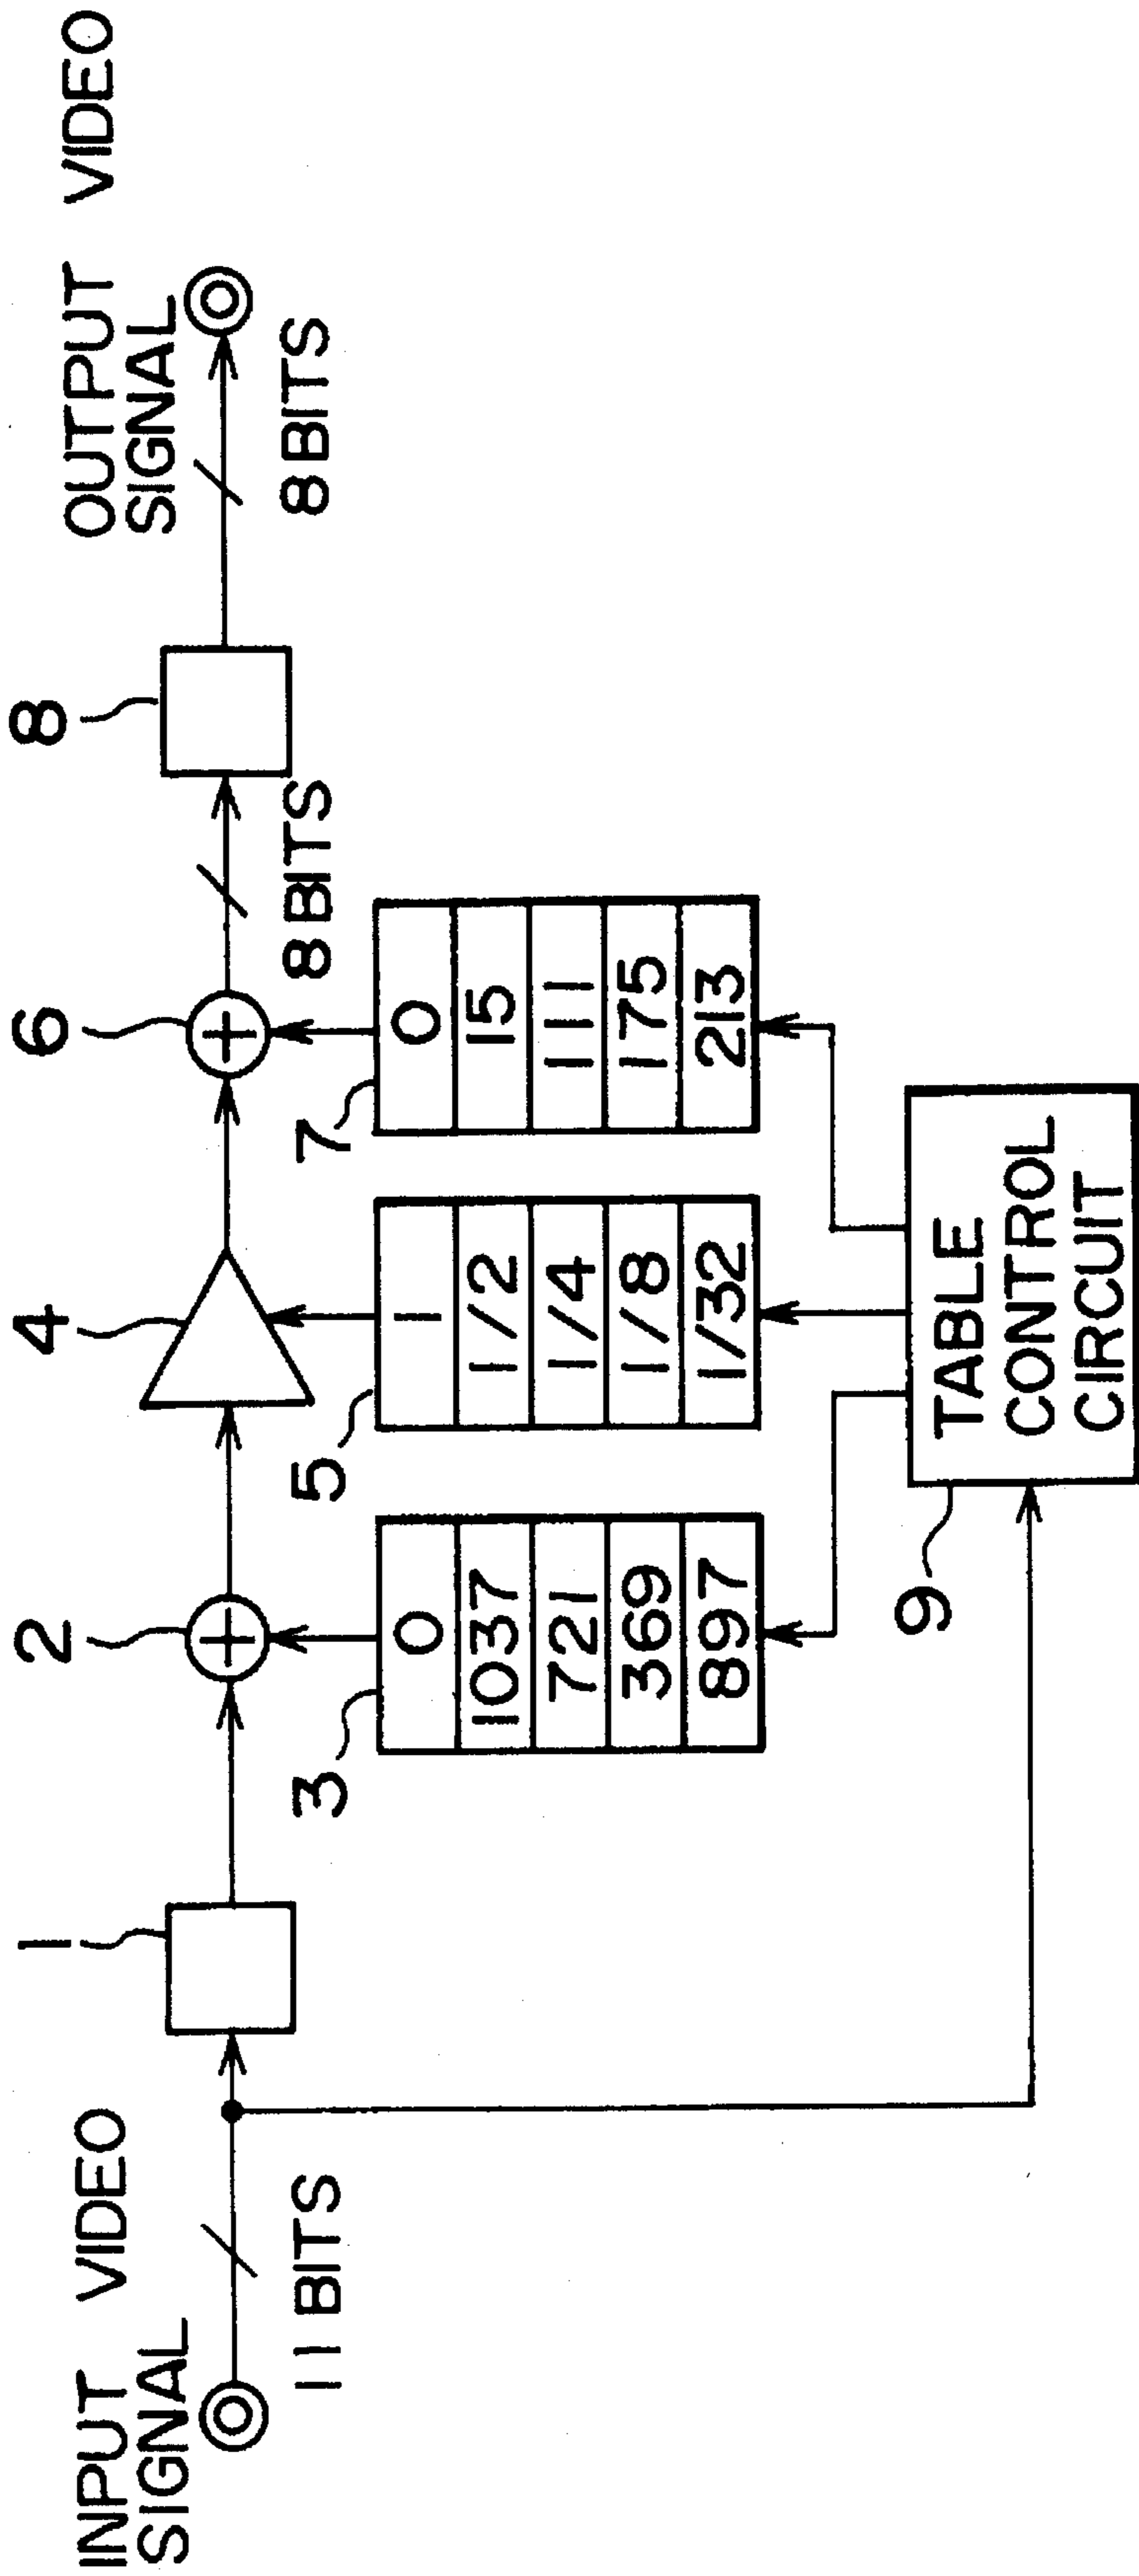 INPUT VIDEO
SIGNAL
11 BITS
1
2
3
0
1037
721
369
897
4
5
1
1/2
1/4
1/8
1/32
6
7
0
15
111
175
213
8 BITS
8
8 BITS
OUTPUT VIDEO
SIGNAL
9
TABLE
CONTROL
CIRCUIT